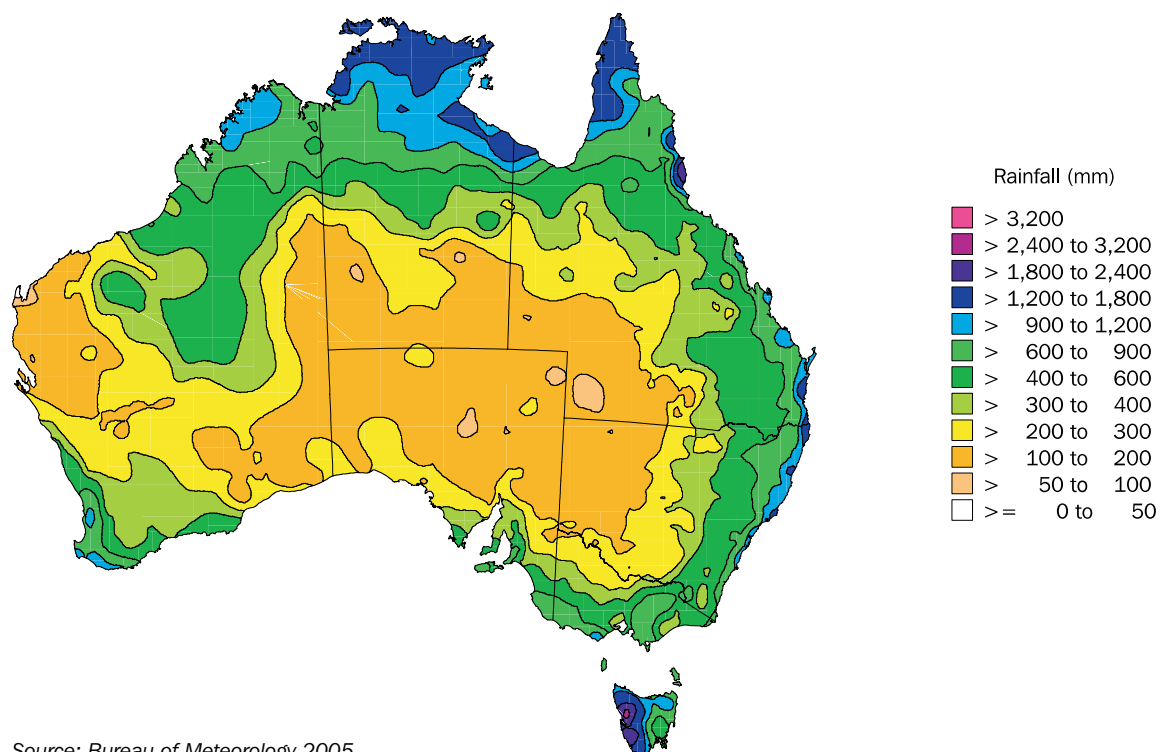 Rainfall (mm)
> 3,200
> 2,400 to 3,200
> 1,800 to 2,400
> 1,200 to 1,800
> 900 to 1,200
> 600 to 900
> 400 to 600
> 300 to 400
> 200 to 300
> 100 to 200
> 50 to 100
>= 0 to 50
Source: Bureau of Meteorology 2005